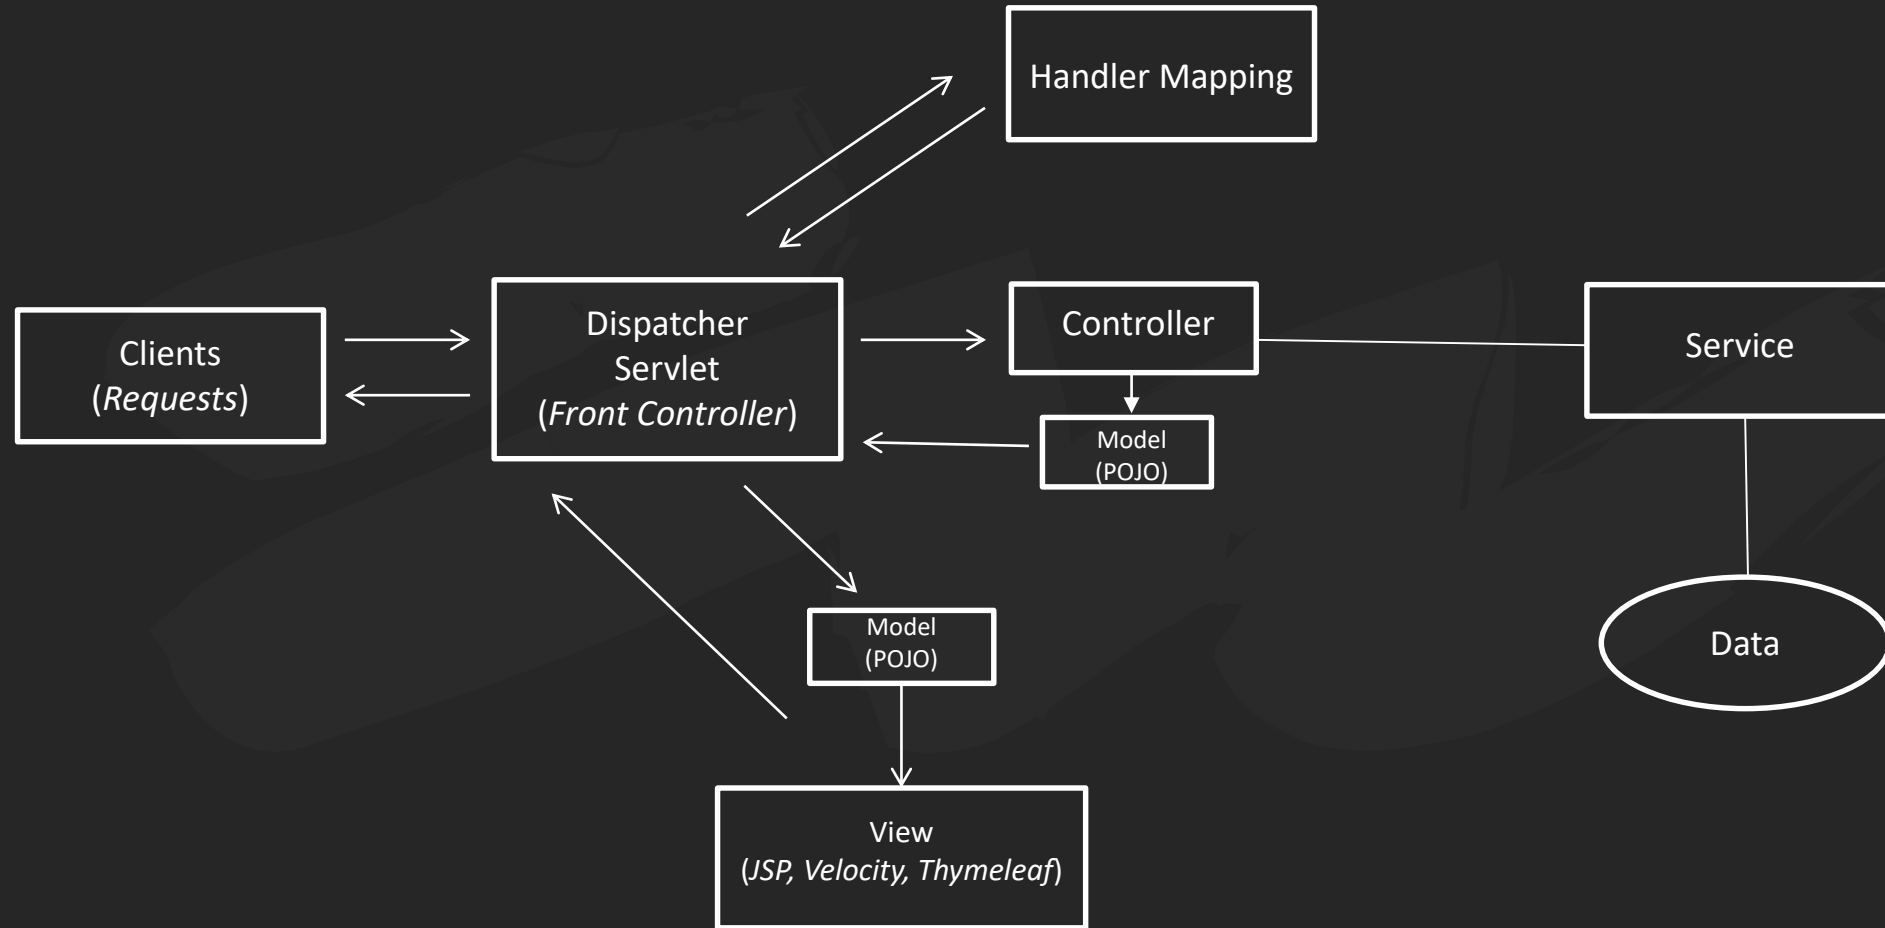 Handler Mapping
Clients
(Requests)
Dispatcher
Servlet
(Front Controller)
Controller
Service
Model
(POJO)
Model
(POJO)
Data
View
(JSP, Velocity, Thymeleaf)